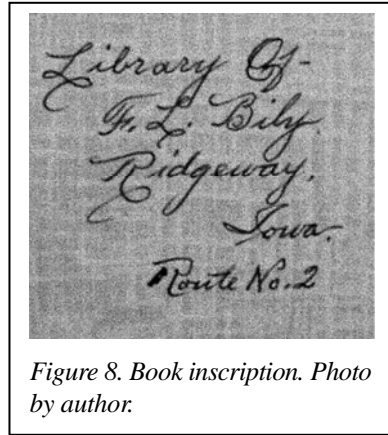 Library Of-
F. L. Bily.
Ridgeway.
Iowa.
Route No. 2
Figure 8. Book inscription. Photo
by author.